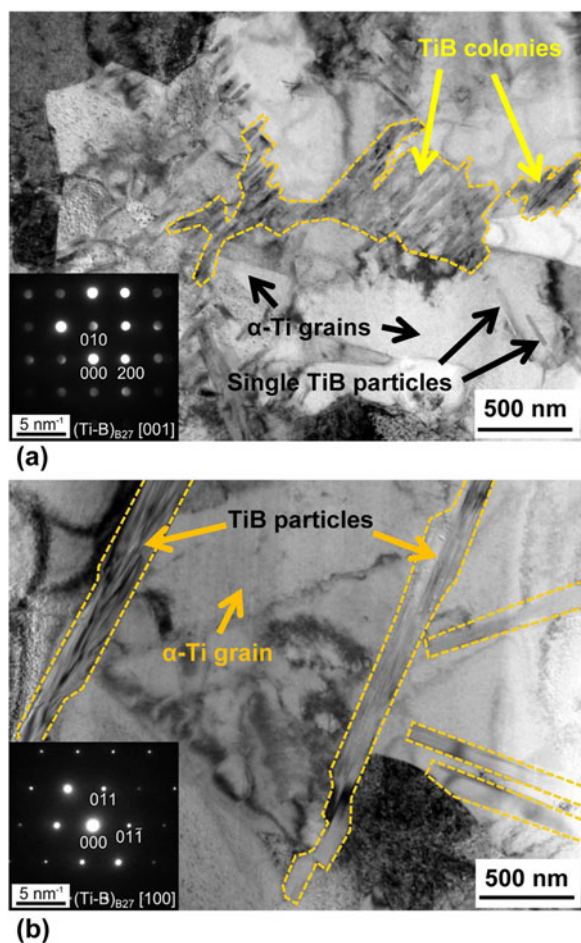 TiB colonies
α-Ti grains
Single TiB particles
010
000 200
5 nm⁻¹
(Ti-B)B27 [001]
500 nm
(a)
TiB particles
α-Ti grain
011
011̄
000
5 nm⁻¹
(Ti-B)B27 [100]
500 nm
(b)